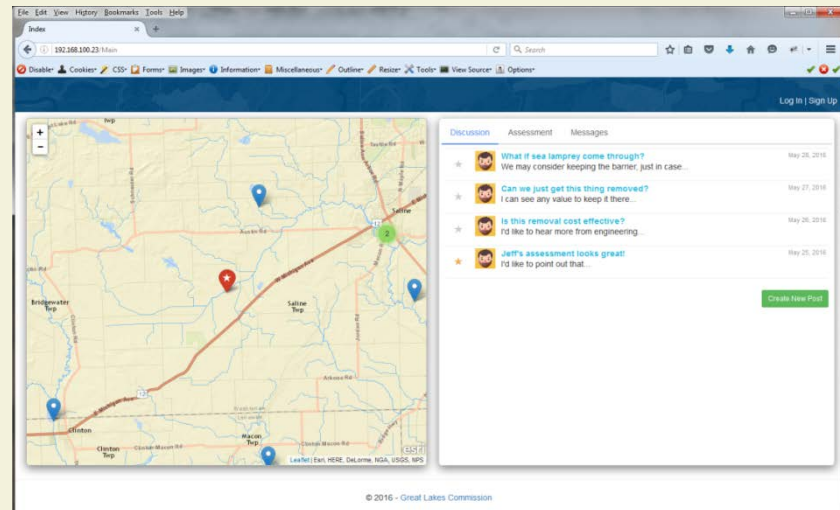 File Edit View History Bookmarks Tools Help
Index × +
192.168.100.23/Main
Search
Disable Cookies CSS Forms Images Information Miscellaneous Outline Resize Tools View Source Options
Log In | Sign Up
+
−
Saline
12
2
Austin Rd
Bridgewater
Twp
Saline
Twp
12
Clinton
Macon
Twp
Clinton
Twp
esri
Leaflet | Esri, HERE, DeLorme, NGA, USGS, NPS
Discussion Assessment Messages
What if sea lamprey come through? May 28, 2016
We may consider keeping the barrier, just in case...
Can we just get this thing removed? May 27, 2016
I can see any value to keep it there...
Is this removal cost effective? May 26, 2016
I'd like to hear more from engineering...
Jeff's assessment looks great! May 25, 2016
I'd like to point out that...
Create New Post
© 2016 - Great Lakes Commission